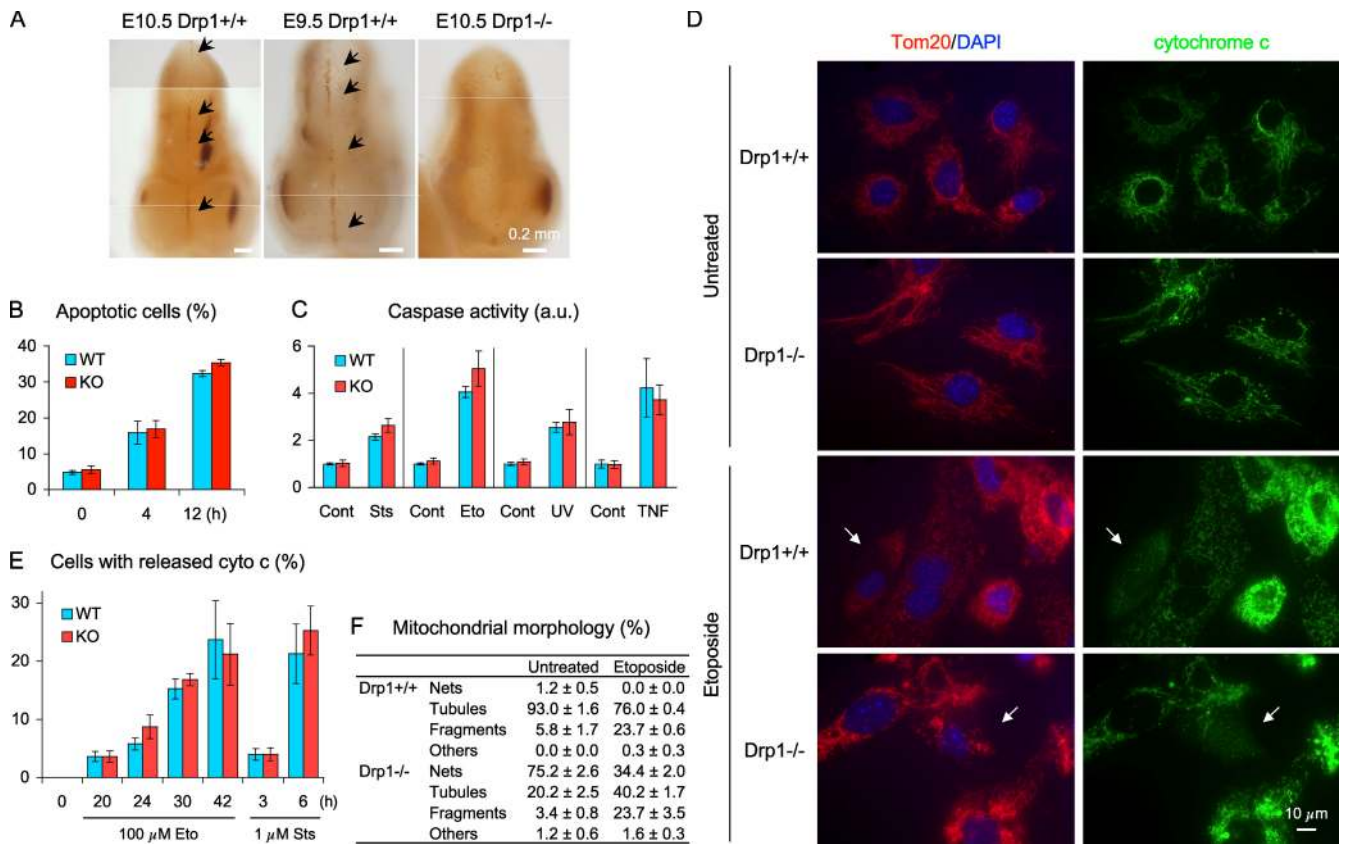 A
E10.5 Drp1+/+ E9.5 Drp1+/+ E10.5 Drp1-/-
0.2 mm
B Apoptotic cells (%)
40
30
20
10
0
WT
KO
0 4 12 (h)
C Caspase activity (a.u.)
6
4
2
0
WT
KO
Cont Sts Cont Eto Cont UV Cont TNF
E Cells with released cyto c (%)
30
20
10
0
WT
KO
0 20 24 30 42 3 6 (h)
100 µM Eto 1 µM Sts
F Mitochondrial morphology (%)
Untreated Etoposide
Drp1+/+ Nets 1.2 ± 0.5 0.0 ± 0.0
Tubules 93.0 ± 1.6 76.0 ± 0.4
Fragments 5.8 ± 1.7 23.7 ± 0.6
Others 0.0 ± 0.0 0.3 ± 0.3
Drp1-/- Nets 75.2 ± 2.6 34.4 ± 2.0
Tubules 20.2 ± 2.5 40.2 ± 1.7
Fragments 3.4 ± 0.8 23.7 ± 3.5
Others 1.2 ± 0.6 1.6 ± 0.3
D
Tom20/DAPI cytochrome c
Untreated
Drp1+/+
Drp1-/-
Etoposide
Drp1+/+
Drp1-/-
10 µm